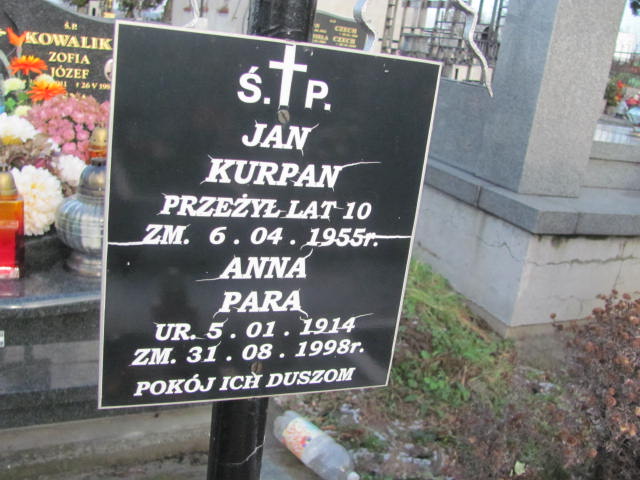 Ś. P.
JAN
KURPAN
PRZEŻYŁ LAT 10
ZM. 6.04.1955r.
ANNA
PARA
UR. 5.01.1914
ZM. 31.08.1998r.
POKÓJ ICH DUSZOM
Ś.P.
KOWALIK
ZOFIA
JÓZEF
CZECH
CZECH